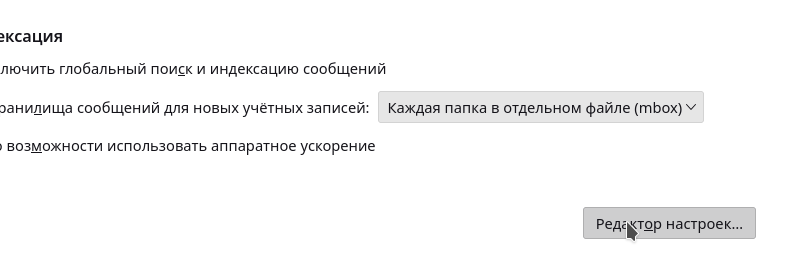 ексация
лючить глобальный поиск и индексацию сообщений
ранилища сообщений для новых учётных записей: Каждая папка в отдельном файле (mbox)
о возможности использовать аппаратное ускорение
Редактор настроек...